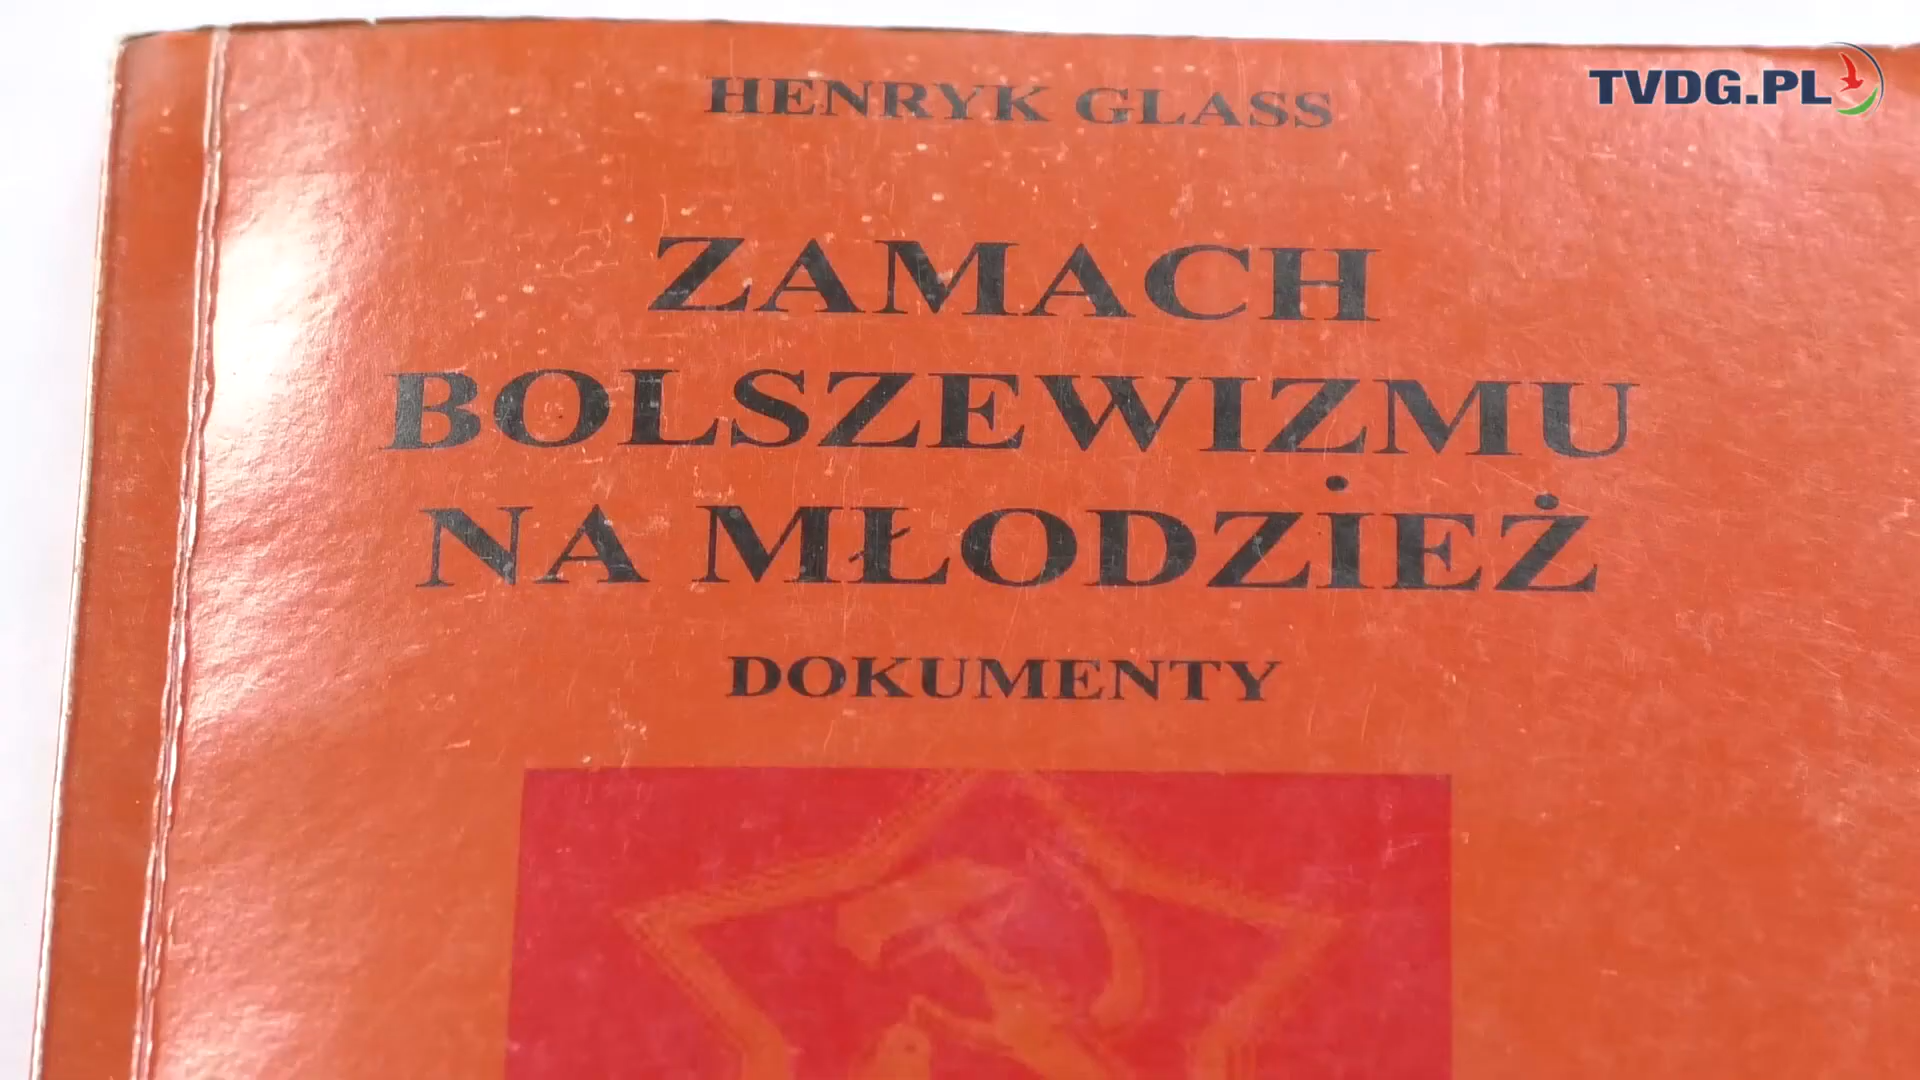 HENRYK GLASS
TVDG.PL
ZAMACH
BOLSZEWIZMU
NA MŁODZIEŻ
DOKUMENTY